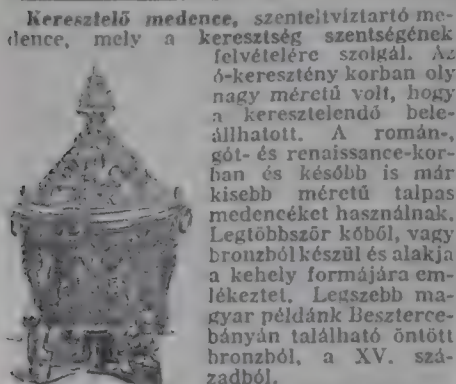 Keresztelő medence, szenteltvíztartó me-
dence, mely a keresztség szentségének
felvételére szolgál. Az
ó-keresztény korban oly
nagy méretű volt, hogy
a keresztelendő bele-
állhatott. A román-,
gót- és renaissance-kor-
ban és később is már
kisebb méretű talpas
medencéket használnak.
Legtöbbször kőből, vagy
bronzból készül és alakja
a kehely formájára em-
lékeztet. Legszebb ma-
gyar példánk Beszterce-
bányán található öntött
bronzból, a XV. szá-
zadból.